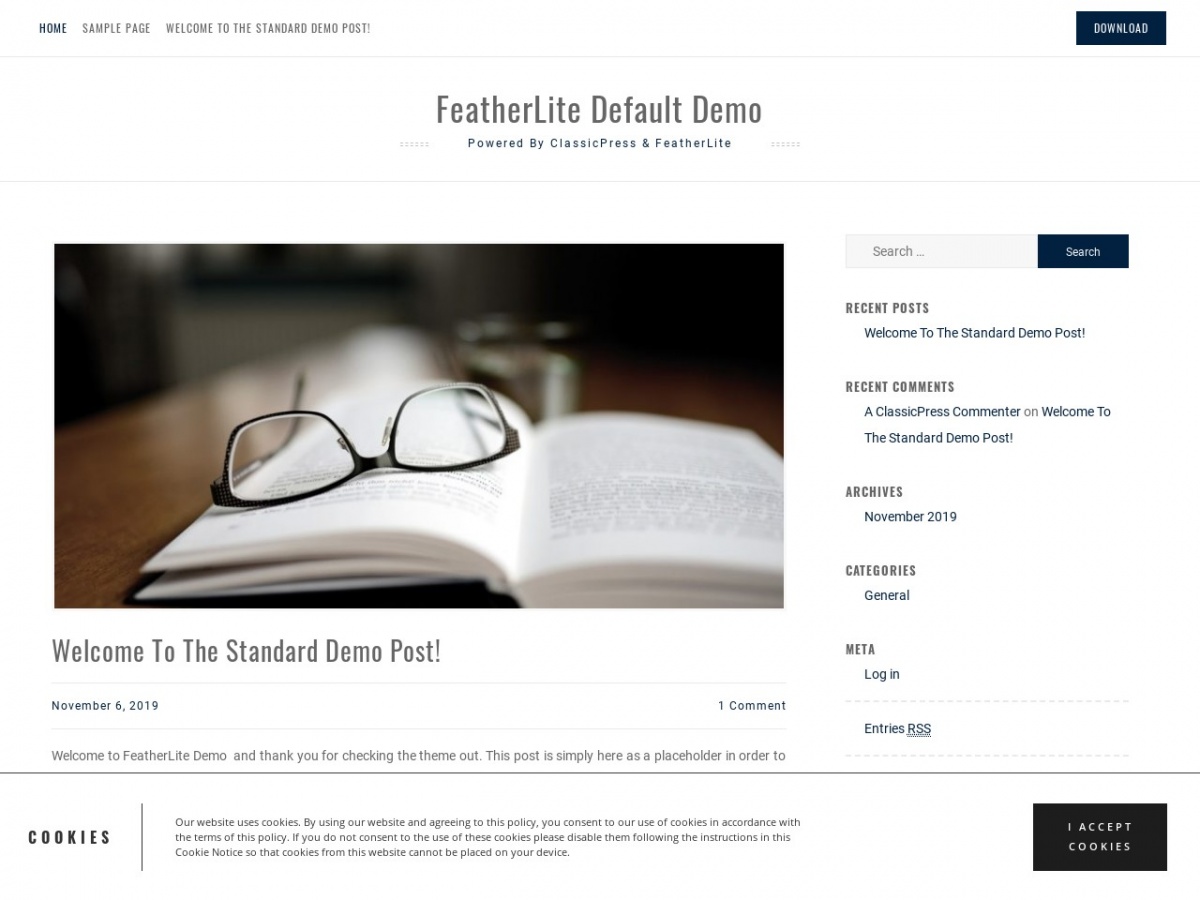 HOME SAMPLE PAGE WELCOME TO THE STANDARD DEMO POST!
DOWNLOAD
FeatherLite Default Demo
Powered By ClassicPress & FeatherLite
Search …
Search
RECENT POSTS
Welcome To The Standard Demo Post!
RECENT COMMENTS
A ClassicPress Commenter on Welcome To
The Standard Demo Post!
ARCHIVES
November 2019
CATEGORIES
General
META
Log in
Entries RSS
Welcome To The Standard Demo Post!
November 6, 2019
1 Comment
Welcome to FeatherLite Demo  and thank you for checking the theme out. This post is simply here as a placeholder in order to
COOKIES
Our website uses cookies. By using our website and agreeing to this policy, you consent to our use of cookies in accordance with
the terms of this policy. If you do not consent to the use of these cookies please disable them following the instructions in this
Cookie Notice so that cookies from this website cannot be placed on your device.
I ACCEPT
COOKIES